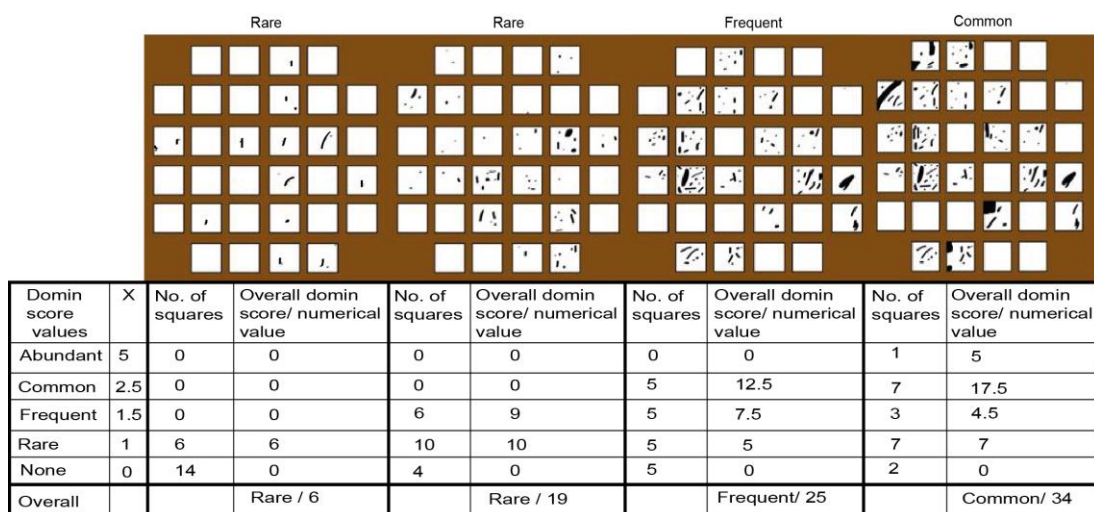 Rare Rare Frequent Common
Domin score values X No. of squares Overall domin score/ numerical value No. of squares Overall domin score/ numerical value No. of squares Overall domin score/ numerical value No. of squares Overall domin score/ numerical value
Abundant 5 0 0 0 0 0 0 1 5
Common 2.5 0 0 0 0 5 12.5 7 17.5
Frequent 1.5 0 0 6 9 5 7.5 3 4.5
Rare 1 6 6 10 10 5 5 7 7
None 0 14 0 4 0 5 0 2 0
Overall Rare / 6 Rare / 19 Frequent/ 25 Common/ 34